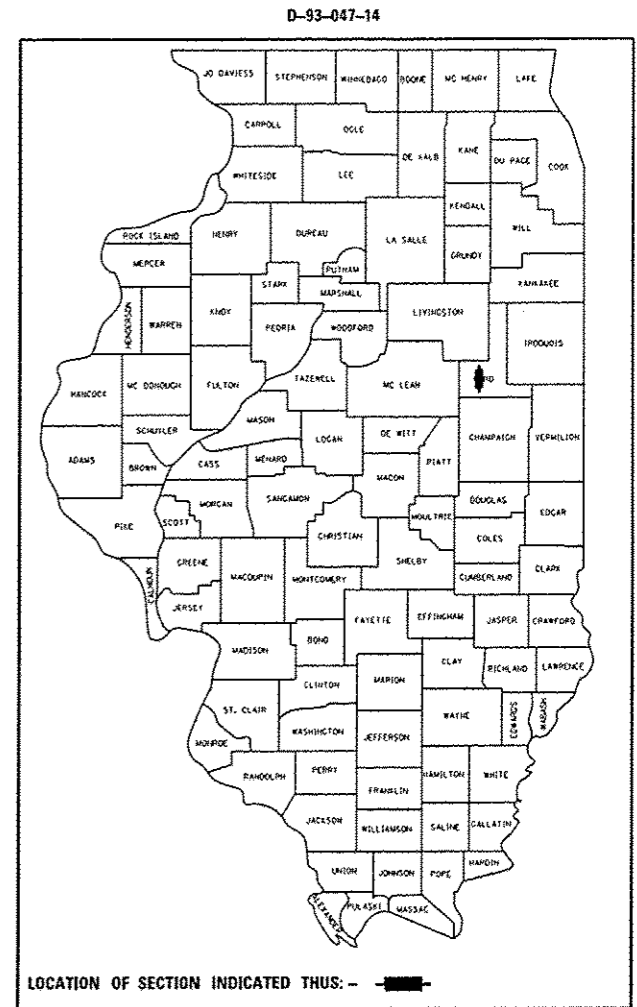 D-93-047-14
JO DAVIESS STEPHENSON WINNEBAGO BOONE MC HENRY LAKE
CARROLL OGLE DE KALB KANE DU PAGE COOK
WHITESIDE LEE
KENDALL WILL
ROCK ISLAND HENRY BUREAU LA SALLE GRUNDY
MERCER PUTNAM KANKAKEE
STARK MARSHALL LIVINGSTON
HENDERSON WARREN KNOX PEORIA WOODFORD IROQUOIS
HANCOCK MC DONOUGH FULTON TAZEWELL MC LEAN
MASON
SCHUYLER LOGAN DE WITT CHAMPAIGN VERMILION
ADAMS BROWN CASS MENARD MACON PIATT
MORGAN SANGAMON DOUGLAS EDGAR
PIKE SCOTT CHRISTIAN MOULTRIE COLES
GREENE MACOUPIN MONTGOMERY SHELBY CUMBERLAND CLARK
CALHOUN
JERSEY FAYETTE EFFINGHAM JASPER CRAWFORD
MADISON BOND CLAY RICHLAND LAWRENCE
CLINTON MARION
ST. CLAIR WAYNE EDWARDS WABASH
WASHINGTON JEFFERSON
MONROE
RANDOLPH PERRY HAMILTON WHITE
FRANKLIN
JACKSON WILLIAMSON SALINE GALLATIN
UNION JOHNSON POPE HARDIN
ALEXANDER PULASKI MASSAC
LOCATION OF SECTION INDICATED THUS: -